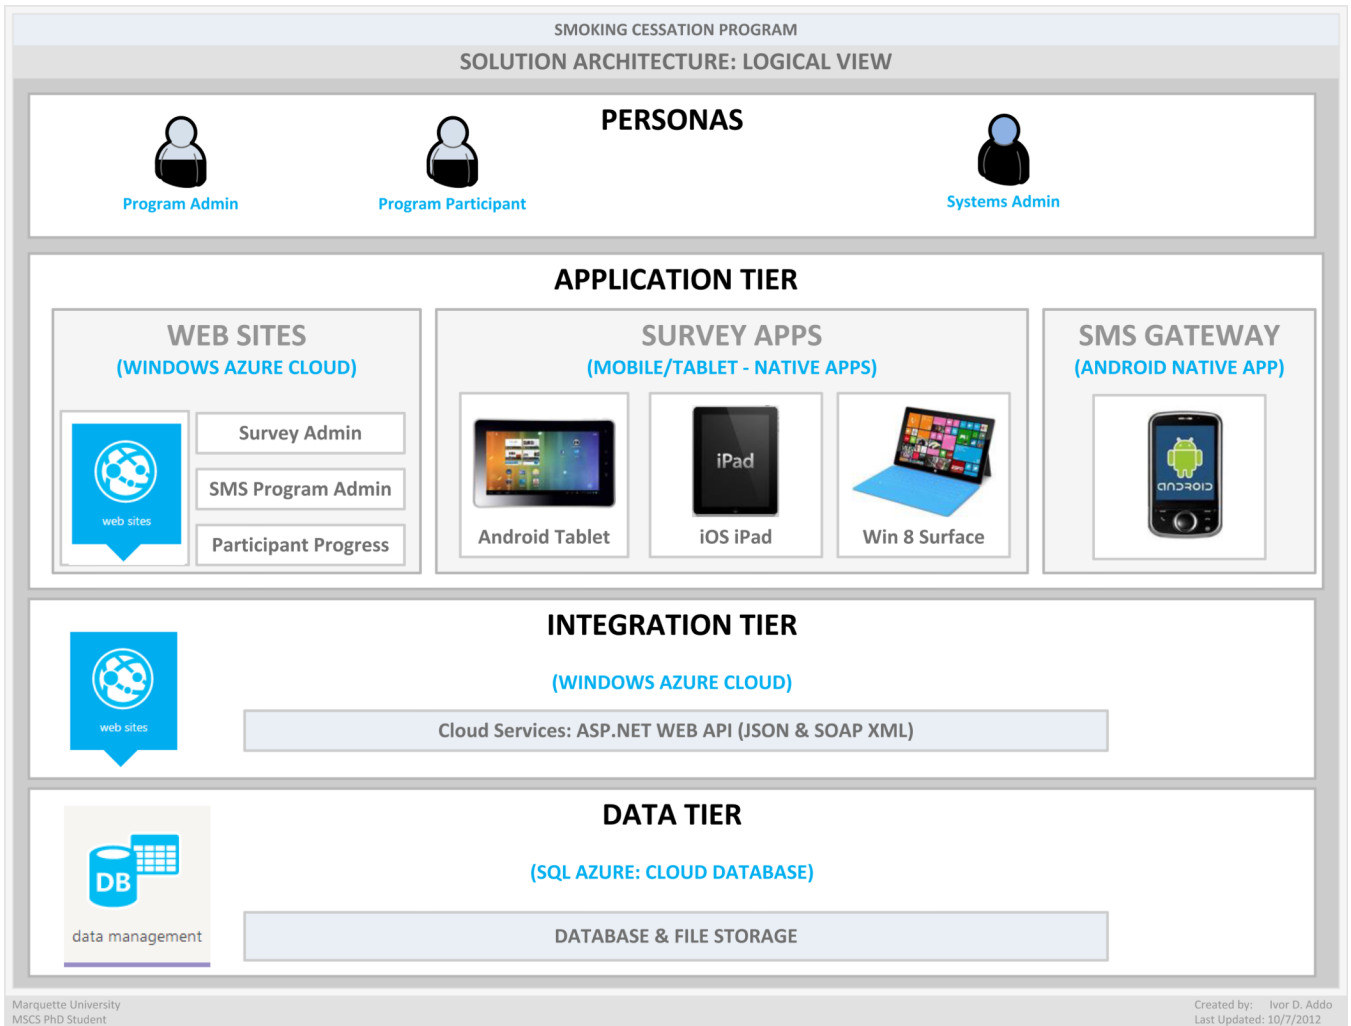 SMOKING CESSATION PROGRAM
SOLUTION ARCHITECTURE: LOGICAL VIEW
PERSONAS
Program Admin
Program Participant
Systems Admin
APPLICATION TIER
WEB SITES
(WINDOWS AZURE CLOUD)
web sites
Survey Admin
SMS Program Admin
Participant Progress
SURVEY APPS
(MOBILE/TABLET - NATIVE APPS)
Android Tablet
iPad
iOS iPad
Win 8 Surface
SMS GATEWAY
(ANDROID NATIVE APP)
ANDROID
INTEGRATION TIER
(WINDOWS AZURE CLOUD)
web sites
Cloud Services: ASP.NET WEB API (JSON & SOAP XML)
DATA TIER
(SQL AZURE: CLOUD DATABASE)
DB
data management
DATABASE & FILE STORAGE
Marquette University
MSCS PhD Student
Created by: Ivor D. Addo
Last Updated: 10/7/2012